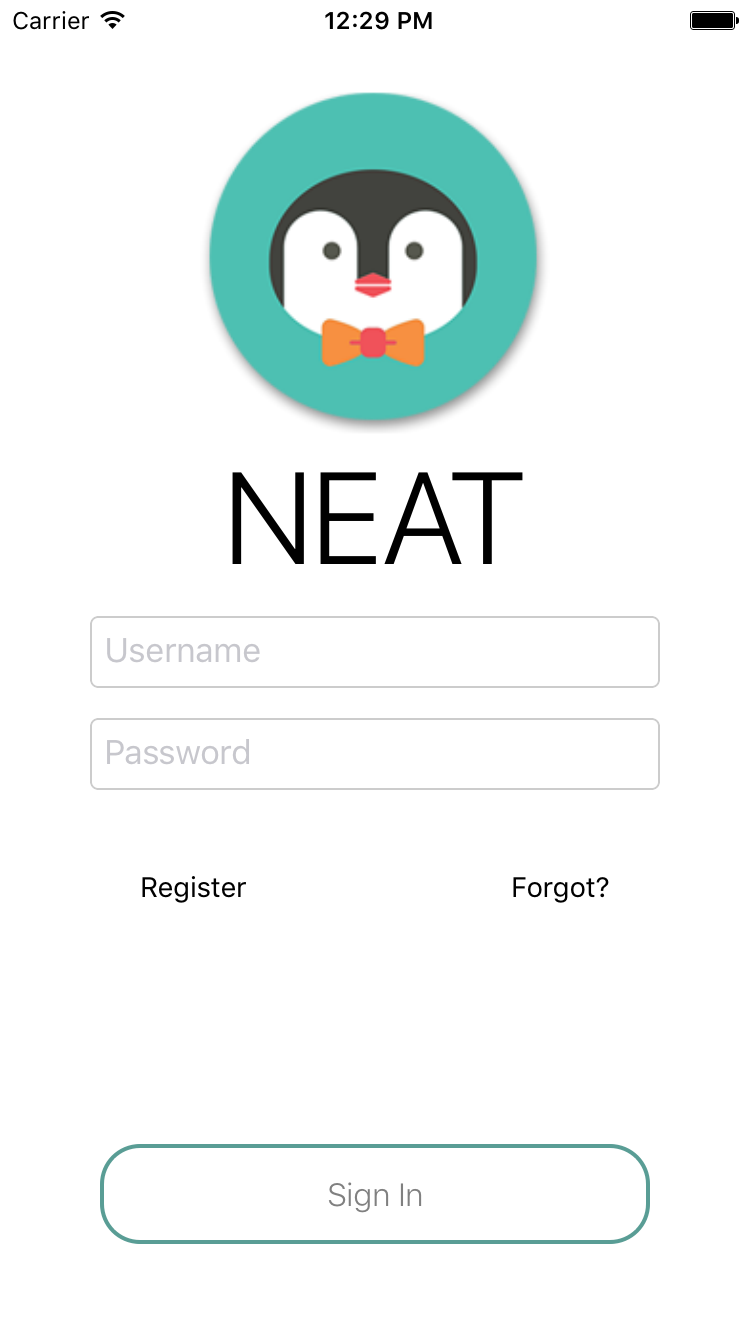 Carrier 12:29 PM
NEAT
Username
Password
Register Forgot?
Sign In